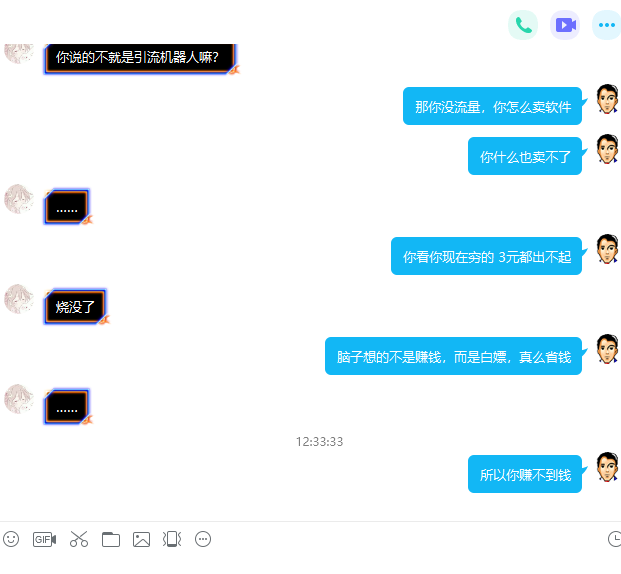 你说的不就是引流机器人嘛?
那你没流量，你怎么卖软件
你什么也卖不了
......
你看你现在穷的 3元都出不起
烧没了
脑子想的不是赚钱，而是白嫖，真么省钱
......
12:33:33
所以你赚不到钱
GIF